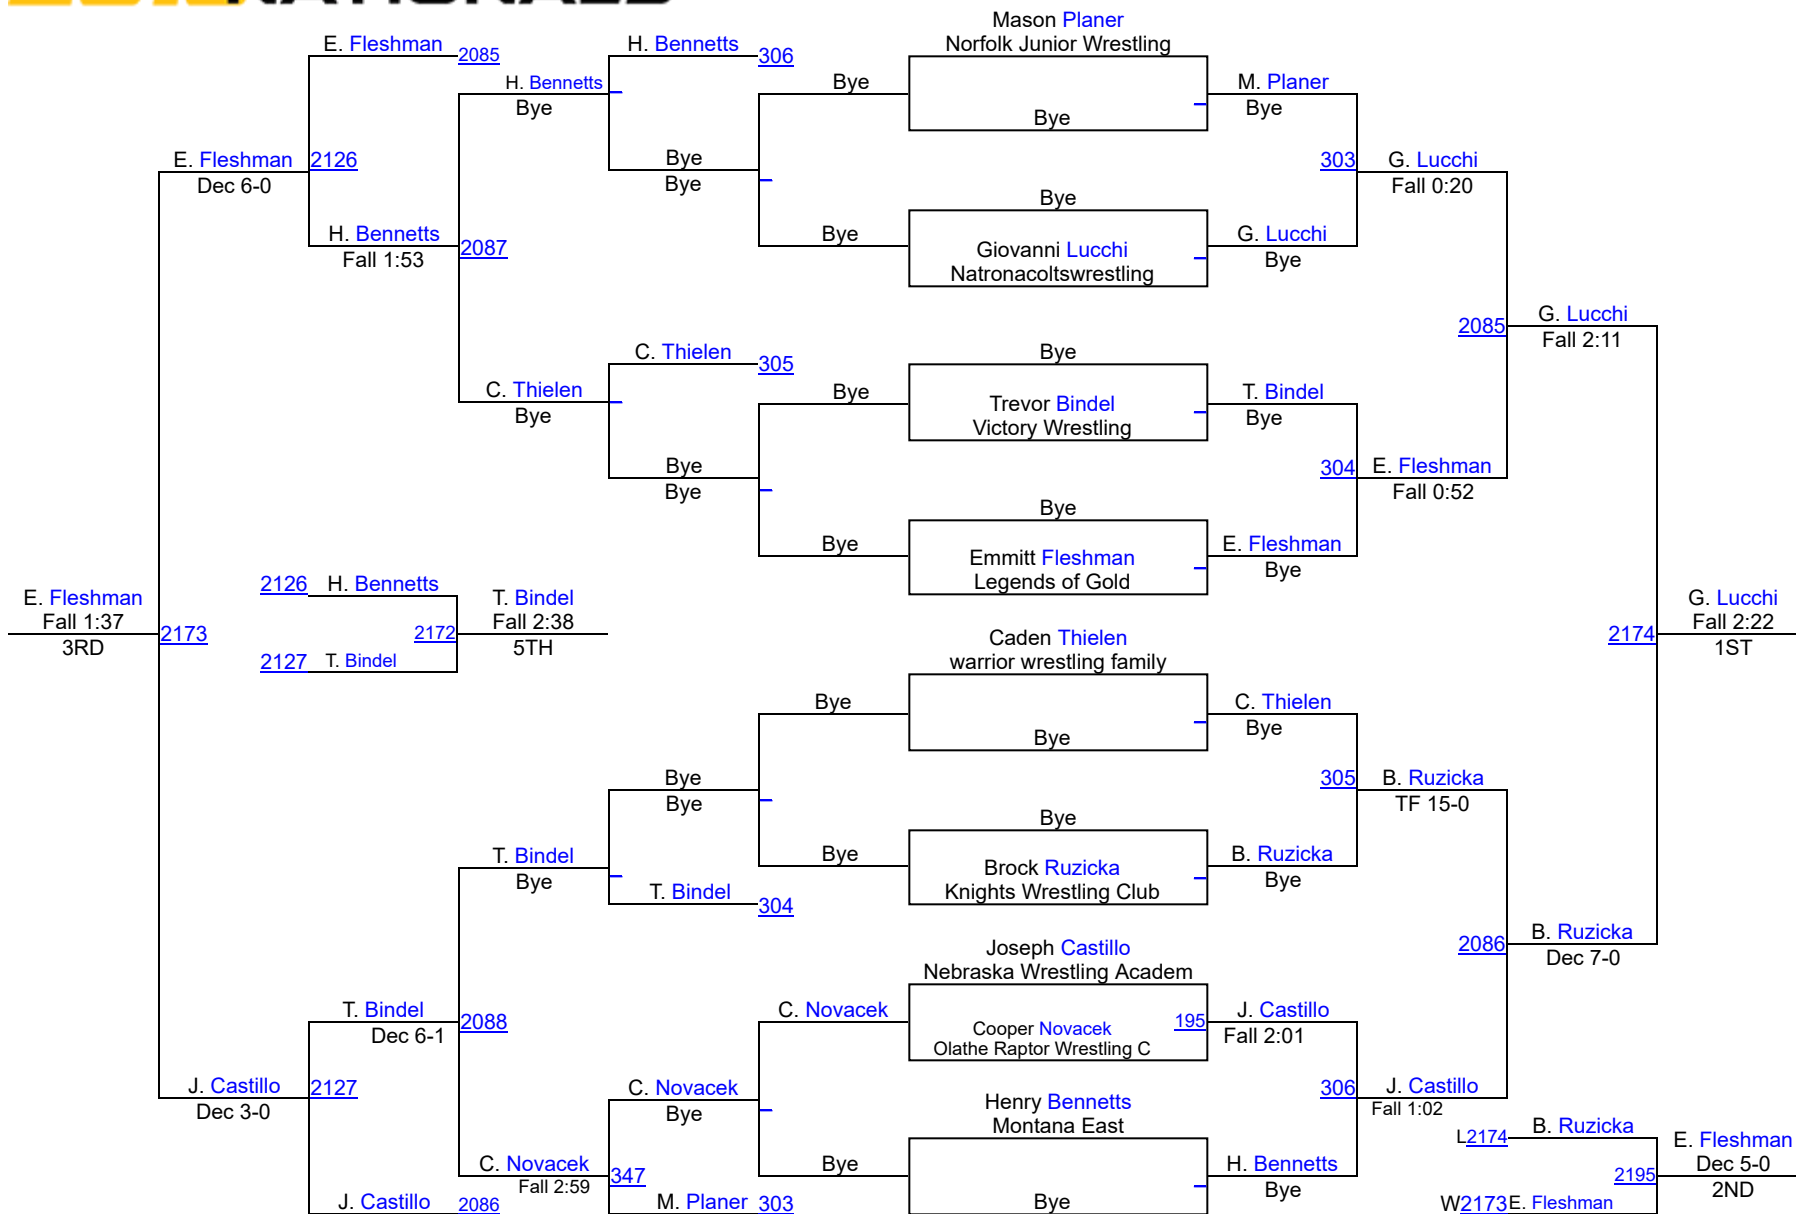 Mason Planer
Norfolk Junior Wrestling
E. Fleshman 2085
H. Bennetts 306
H. Bennetts
Bye
Bye
Bye
M. Planer
Bye
E. Fleshman 2126
Dec 6-0
Bye
Bye
303 G. Lucchi
Fall 0:20
Bye
H. Bennetts 2087
Fall 1:53
Bye
Giovanni Lucchi
Natronacoltswrestling
G. Lucchi
Bye
2085 G. Lucchi
Fall 2:11
C. Thielen 305
Bye
C. Thielen
Bye
Bye
Trevor Bindel
Victory Wrestling
T. Bindel
Bye
Bye
Bye
304 E. Fleshman
Fall 0:52
Bye
Bye
Emmitt Fleshman
Legends of Gold
E. Fleshman
Bye
E. Fleshman
Fall 1:37
3RD
2173
2126 H. Bennetts
2172
2127 T. Bindel
T. Bindel
Fall 2:38
5TH
2174
G. Lucchi
Fall 2:22
1ST
Caden Thielen
warrior wrestling family
Bye
Bye
C. Thielen
Bye
Bye
Bye
305 B. Ruzicka
TF 15-0
Bye
T. Bindel
Bye
Bye
Brock Ruzicka
Knights Wrestling Club
B. Ruzicka
Bye
T. Bindel 304
2086 B. Ruzicka
Dec 7-0
Joseph Castillo
Nebraska Wrestling Academ
T. Bindel 2088
Dec 6-1
C. Novacek
Cooper Novacek 195
Olathe Raptor Wrestling C
J. Castillo
Fall 2:01
J. Castillo 2127
Dec 3-0
C. Novacek
Bye
306 J. Castillo
Fall 1:02
Henry Bennetts
Montana East
C. Novacek 347
Fall 2:59
Bye
Bye
H. Bennetts
Bye
L2174 B. Ruzicka
2195
W2173 E. Fleshman
E. Fleshman
Dec 5-0
2ND
J. Castillo 2086
M. Planer 303